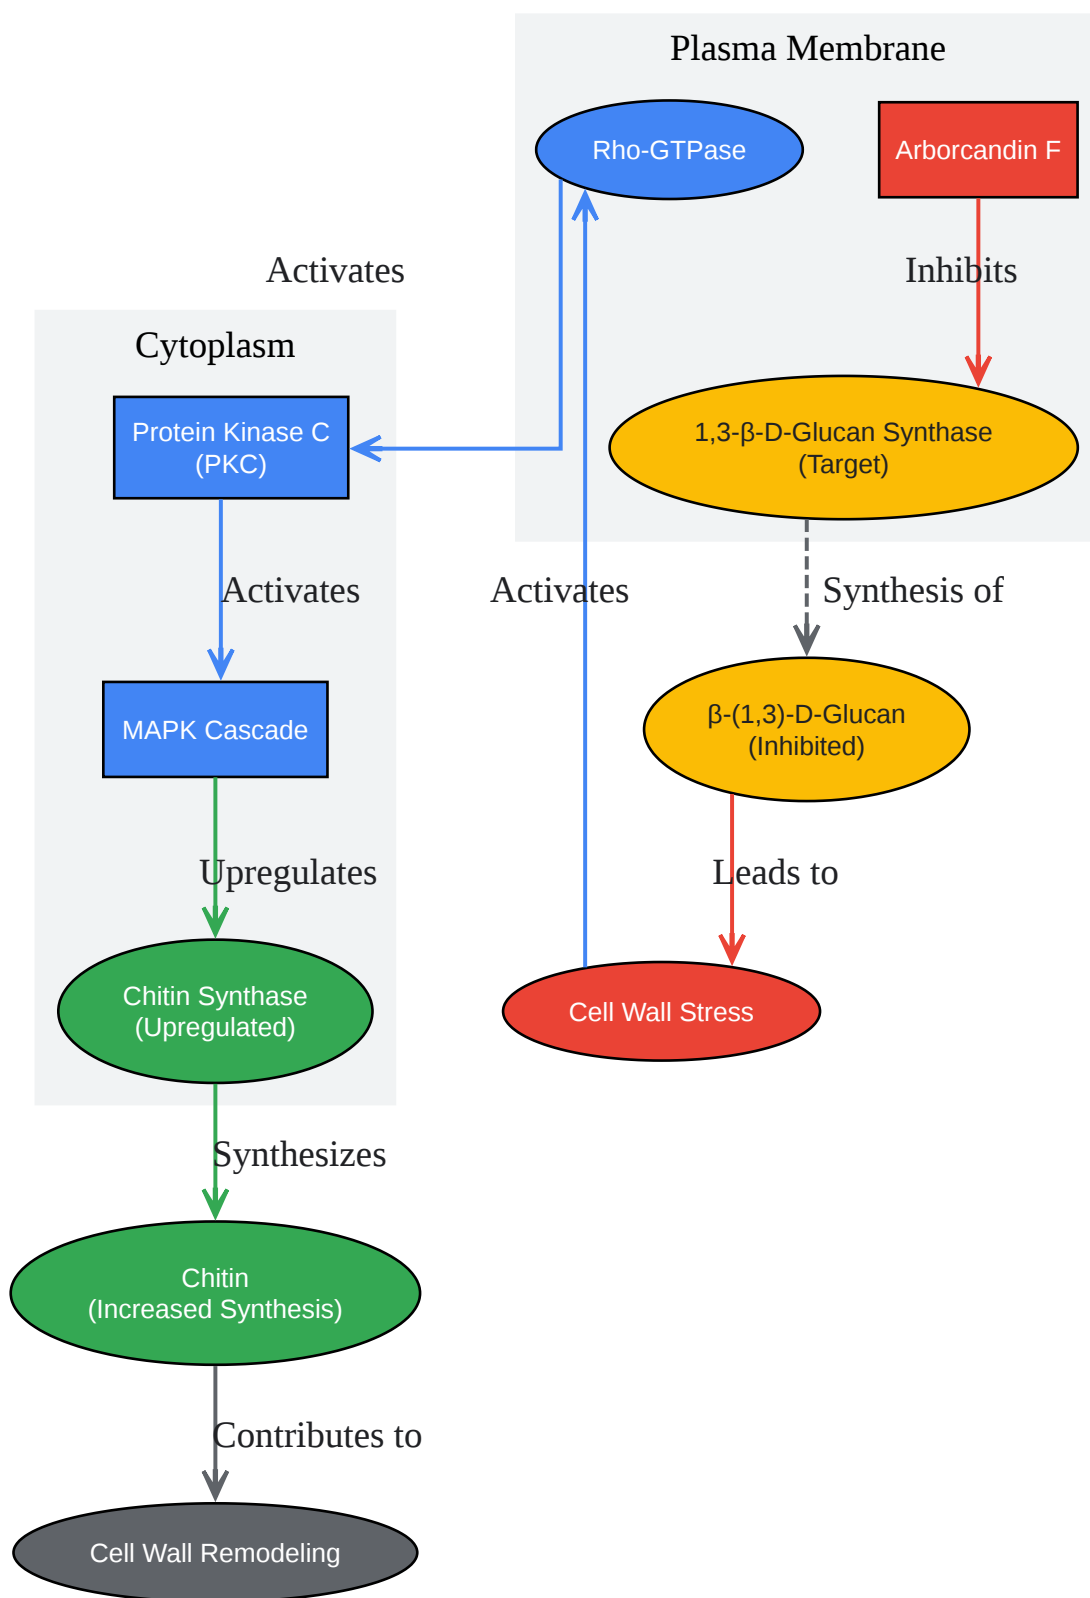 Plasma Membrane
Rho-GTPase
Arborcandin F
Activates
Inhibits
Cytoplasm
Protein Kinase C
(PKC)
1,3-β-D-Glucan Synthase
(Target)
Activates
Activates
Synthesis of
MAPK Cascade
β-(1,3)-D-Glucan
(Inhibited)
Upregulates
Leads to
Chitin Synthase
(Upregulated)
Cell Wall Stress
Synthesizes
Chitin
(Increased Synthesis)
Contributes to
Cell Wall Remodeling